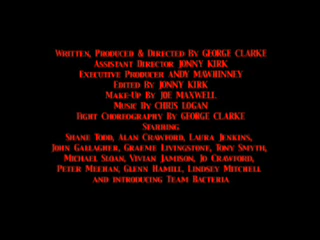 Written, Produced & Directed By GEORGE CLARKE
Assistant Director JONNY KIRK
Executive Producer ANDY MAWHINNEY
Edited By JONNY KIRK
Make-Up By JOE MAXWELL
Music By CHRIS LOGAN
Fight Choreography By GEORGE CLARKE
Starring
Shane Todd, Alan Crawford, Laura Jenkins,
John Gallagher, Graeme Livingstone, Tony Smyth,
Michael Sloan, Vivian Jamison, Jo Crawford,
Peter Meehan, Glenn Hamill, Lindsey Mitchell
and introducing Team Bacteria